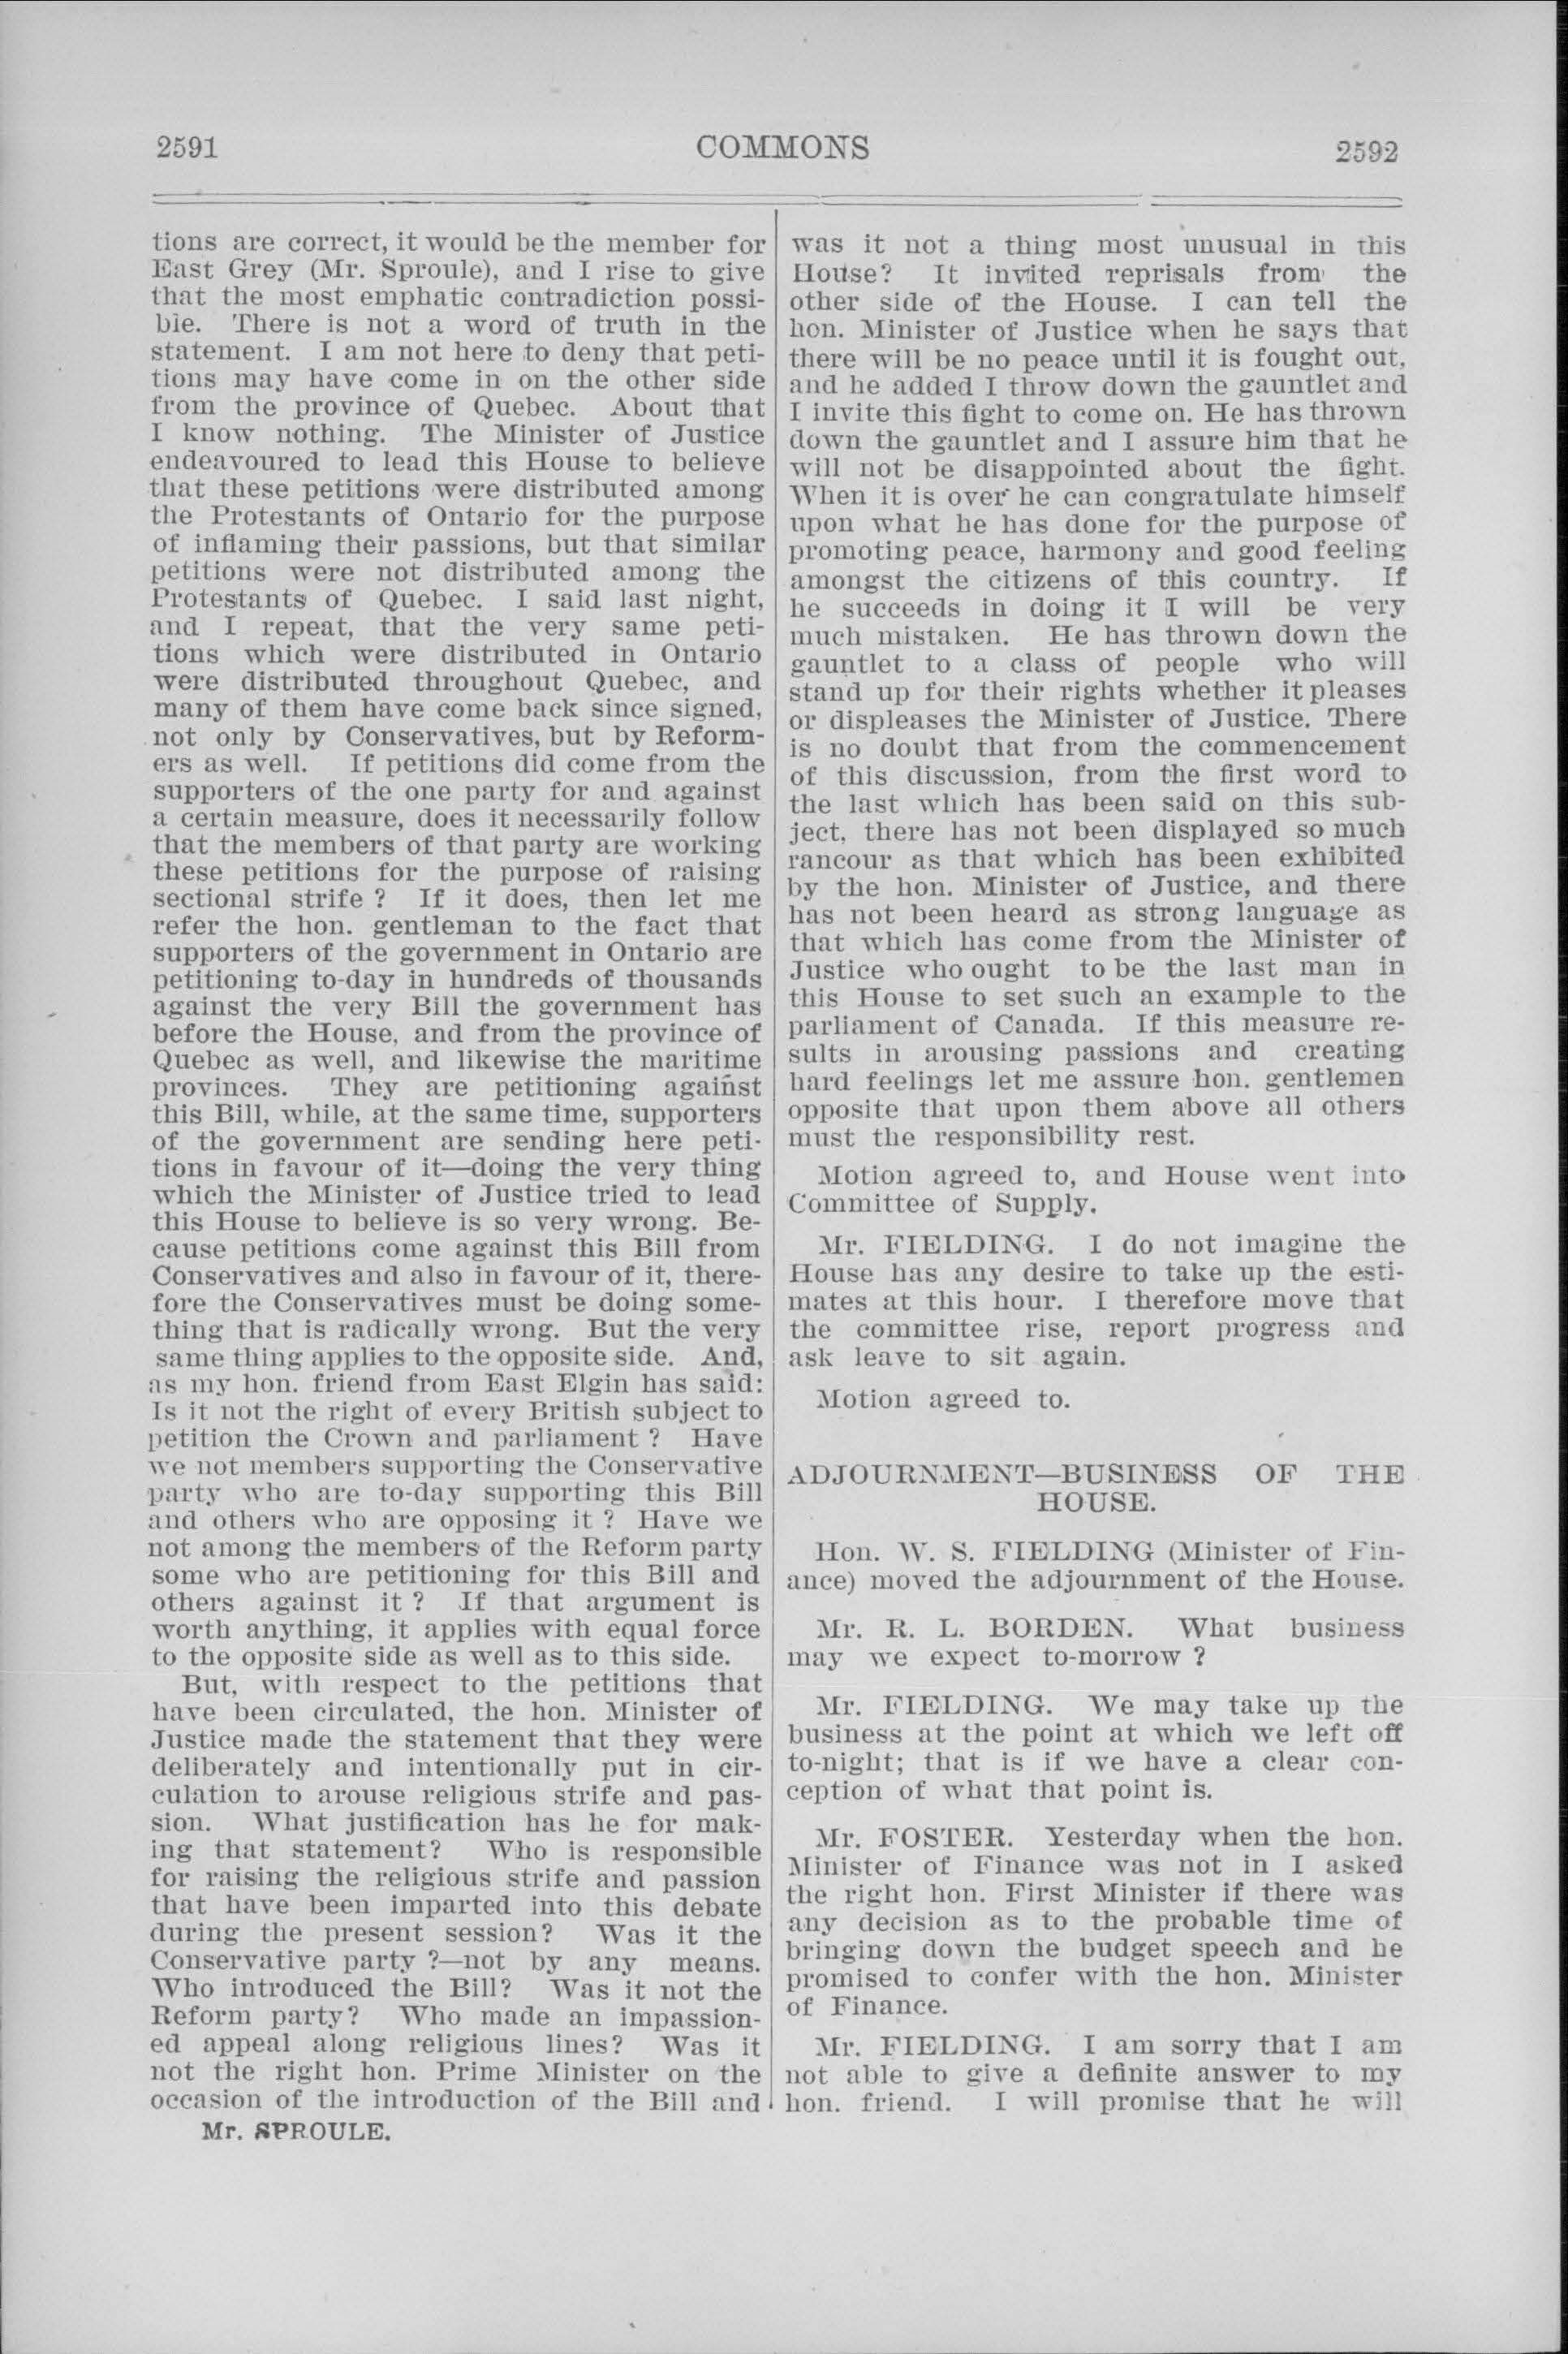 2591
COMMONS
2592
tions are correct, it would be the member for
East Grey (Mr. Sproule), and I rise to give
that the most emphatic contradiction possi-
ble. There is not a word of truth in the
statement. I am not here to deny that peti-
tions may have come in on the other side
from the province of Quebec. About that
I know nothing. The Minister of Justice
endeavoured to lead this House to believe
that these petitions were distributed among
the Protestants of Ontario for the purpose
of inflaming their passions, but that similar
petitions were not distributed among the
Protestants of Quebec. I said last night,
and I repeat, that the very same peti-
tions which were distributed in Ontario
were distributed throughout Quebec, and
many of them have come back since signed,
not only by Conservatives, but by Reform-
ers as well. If petitions did come from the
supporters of the one party for and against
a certain measure, does it necessarily follow
that the members of that party are working
these petitions for the purpose of raising
sectional strife ? If it does, then let me
refer the hon. gentleman to the fact that
supporters of the government in Ontario are
petitioning to-day in hundreds of thousands
against the very Bill the government has
before the House, and from the province of
Quebec as well, and likewise the maritime
provinces. They are petitioning against
this Bill, while, at the same time, supporters
of the government are sending here peti-
tions in favour of it—doing the very thing
which the Minister of Justice tried to lead
this House to believe is so very wrong. Be-
cause petitions come against this Bill from
Conservatives and also in favour of it, there-
fore the Conservatives must be doing some-
thing that is radically wrong. But the very
same thing applies to the opposite side. And,
as my hon. friend from East Elgin has said:
Is it not the right of every British subject to
petition the Crown and parliament ? Have
we not members supporting the Conservative
party who are to-day supporting this Bill
and others who are opposing it ? Have we
not among the members of the Reform party
some who are petitioning for this Bill and
others against it ? If that argument is
worth anything, it applies with equal force
to the opposite side as well as to this side.
But, with respect to the petitions that
have been circulated, the hon. Minister of
Justice made the statement that they were
deliberately and intentionally put in cir-
culation to arouse religious strife and pas-
sion. What justification has he for mak-
ing that statement? Who is responsible
for raising the religious strife and passion
that have been imparted into this debate
during the present session? Was it the
Conservative party ?—not by any means.
Who introduced the Bill? Was it not the
Reform party? Who made an impassion-
ed appeal along religious lines? Was it
not the right hon. Prime Minister on the
occasion of the introduction of the Bill and
Mr. SPROULE.
was it not a thing most unusual in this
House? It invited reprisals from the
other side of the House. I can tell the
hon. Minister of Justice when he says that
there will be no peace until it is fought out,
and he added I throw down the gauntlet and
I invite this fight to come on. He has thrown
down the gauntlet and I assure him that he
will not be disappointed about the fight.
When it is over he can congratulate himself
upon what he has done for the purpose of
promoting peace, harmony and good feeling
amongst the citizens of this country. If
he succeeds in doing it I will be very
much mistaken. He has thrown down the
gauntlet to a class of people who will
stand up for their rights whether it pleases
or displeases the Minister of Justice. There
is no doubt that from the commencement
of this discussion, from the first word to
the last which has been said on this sub-
ject, there has not been displayed so much
rancour as that which has been exhibited
by the hon. Minister of Justice, and there
has not been heard as strong language as
that which has come from the Minister of
Justice who ought to be the last man in
this House to set such an example to the
parliament of Canada. If this measure re-
sults in arousing passions and creating
hard feelings let me assure hon. gentlemen
opposite that upon them above all others
must the responsibility rest.
Motion agreed to, and House went into
Committee of Supply.
Mr. FIELDING. I do not imagine the
House has any desire to take up the esti-
mates at this hour. I therefore move that
the committee rise, report progress and
ask leave to sit again.
Motion agreed to.
ADJOURNMENT—BUSINESS OF THE
HOUSE.
Hon. W. S. FIELDING (Minister of Fin-
ance) moved the adjournment of the House.
Mr. R. L. BORDEN. What business
may we expect to-morrow ?
Mr. FIELDING. We may take up the
business at the point at which we left off
to-night; that is if we have a clear con-
ception of what that point is.
Mr. FOSTER. Yesterday when the hon.
Minister of Finance was not in I asked
the right hon. First Minister if there was
any decision as to the probable time of
bringing down the budget speech and he
promised to confer with the hon. Minister
of Finance.
Mr. FIELDING. I am sorry that I am
not able to give a definite answer to my
hon. friend. I will promise that he will